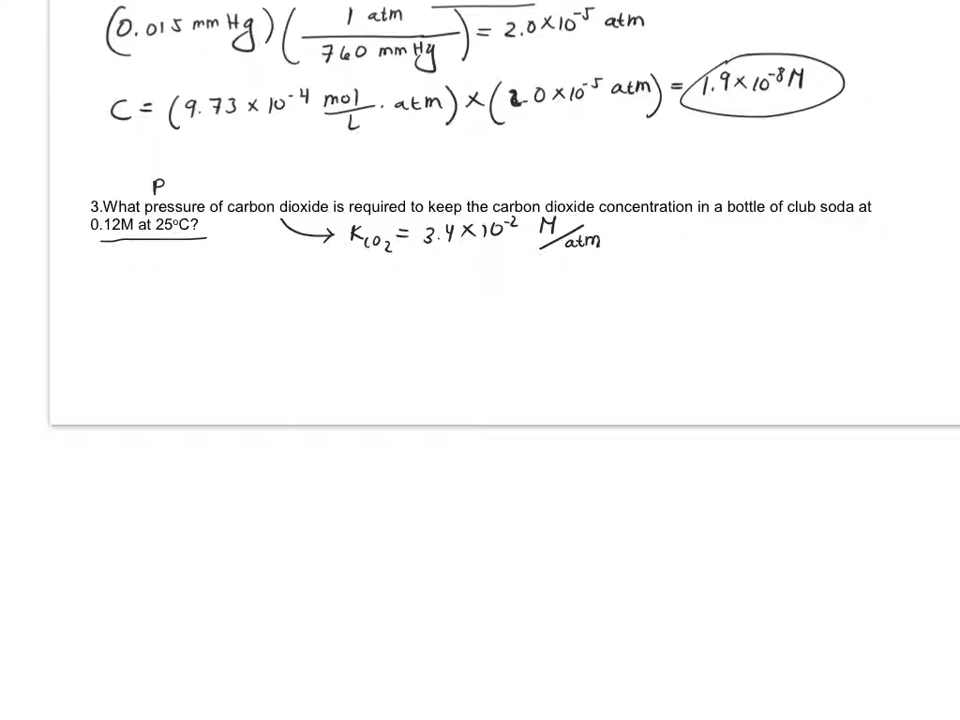 (0.015 mm Hg) (1 atm / 760 mm Hg) = 2.0 x 10^-5 atm
C = (9.73 x 10^-4 mol/L · atm) x (2.0 x 10^-5 atm) = 1.9 x 10^-8 M
P
3.What pressure of carbon dioxide is required to keep the carbon dioxide concentration in a bottle of club soda at
0.12M at 25°C?
→ K_CO2 = 3.4 x 10^-2 M/atm